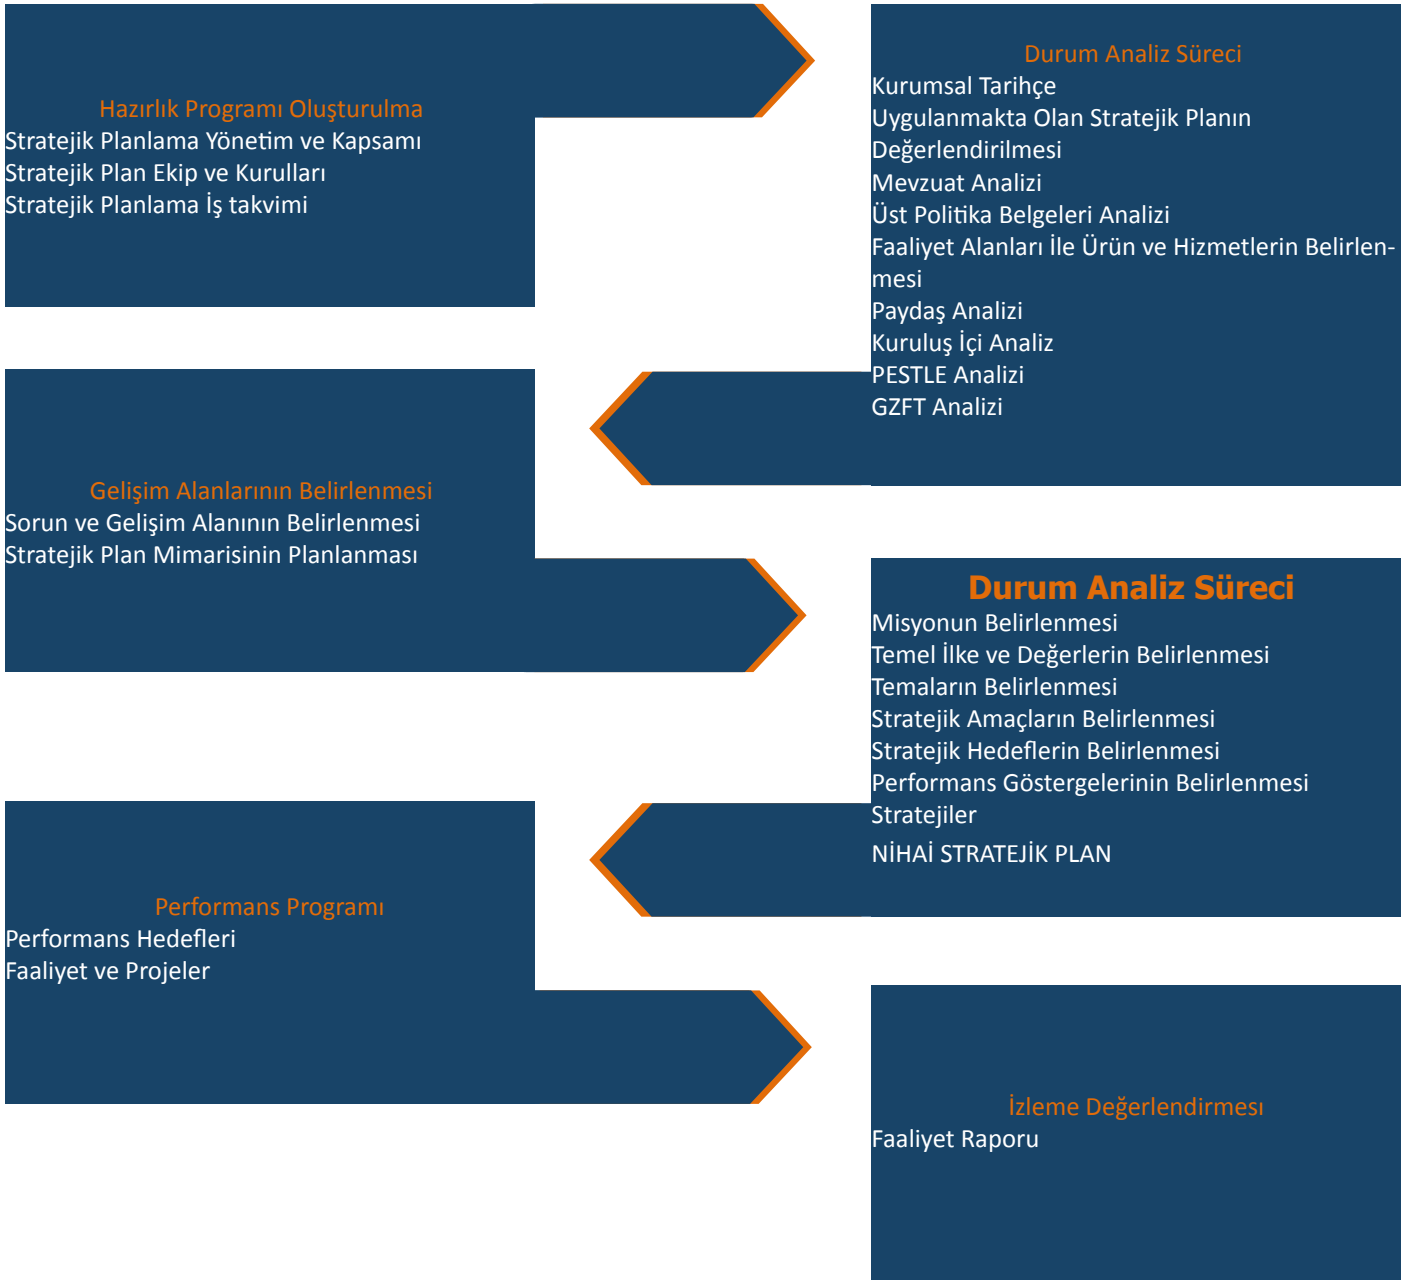 Hazırlık Programı Oluşturulma
Stratejik Planlama Yönetim ve Kapsamı
Stratejik Plan Ekip ve Kurulları
Stratejik Planlama İş takvimi
Durum Analiz Süreci
Kurumsal Tarihçe
Uygulanmakta Olan Stratejik Planın
Değerlendirilmesi
Mevzuat Analizi
Üst Politika Belgeleri Analizi
Faaliyet Alanları İle Ürün ve Hizmetlerin Belirlen-
mesi
Paydaş Analizi
Kuruluş İçi Analiz
PESTLE Analizi
GZFT Analizi
Gelişim Alanlarının Belirlenmesi
Sorun ve Gelişim Alanının Belirlenmesi
Stratejik Plan Mimarisinin Planlanması
Durum Analiz Süreci
Misyonun Belirlenmesi
Temel İlke ve Değerlerin Belirlenmesi
Temaların Belirlenmesi
Stratejik Amaçların Belirlenmesi
Stratejik Hedeflerin Belirlenmesi
Performans Göstergelerinin Belirlenmesi
Stratejiler
NİHAİ STRATEJİK PLAN
Performans Programı
Performans Hedefleri
Faaliyet ve Projeler
İzleme Değerlendirmesı
Faaliyet Raporu